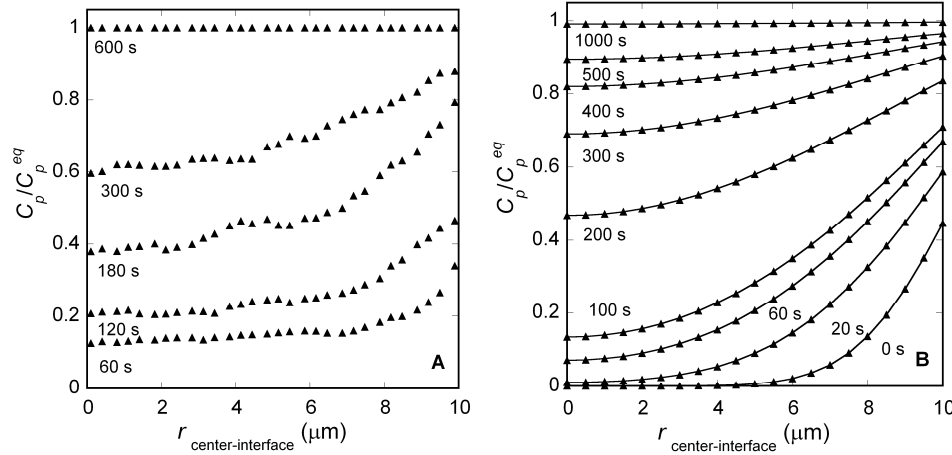 1
0.8
0.6
0.4
0.2
0
C_p/C_p^eq
600 s
300 s
180 s
120 s
60 s
A
0 2 4 6 8 10
r center-interface (μm)
1
0.8
0.6
0.4
0.2
0
C_p/C_p^eq
1000 s
500 s
400 s
300 s
200 s
100 s
60 s
20 s
0 s
B
0 2 4 6 8 10
r center-interface (μm)